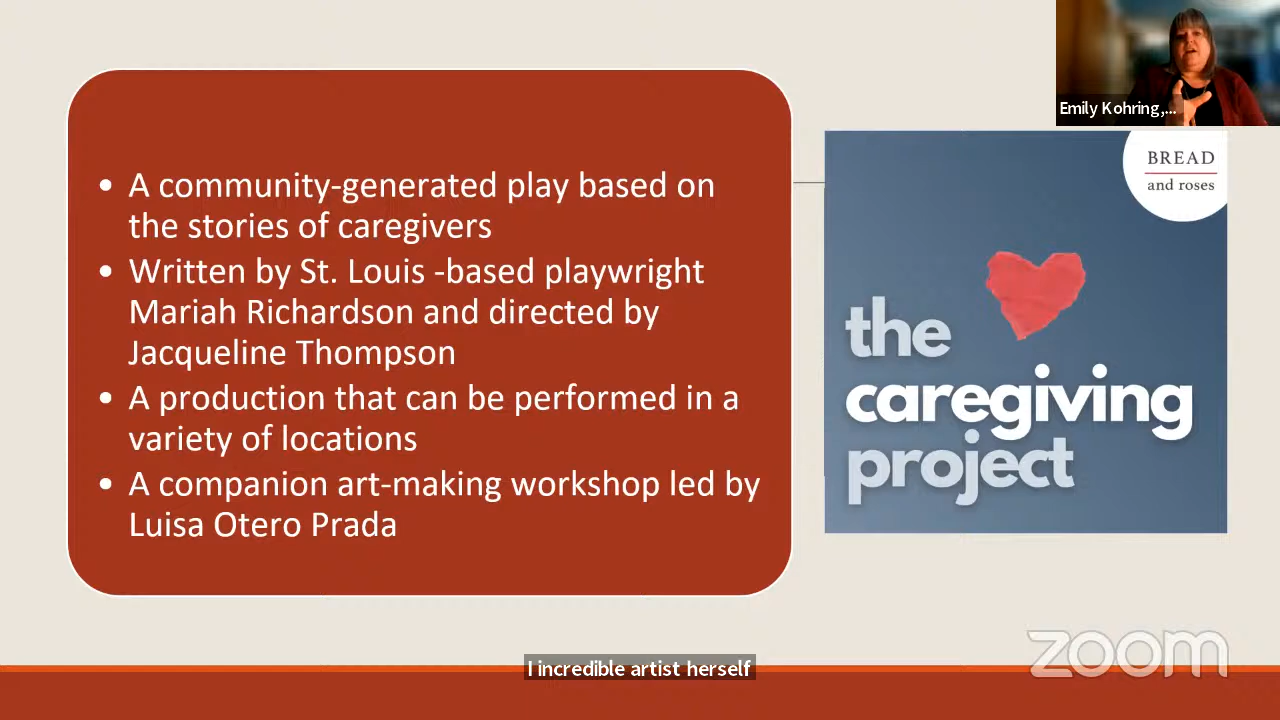 Emily Kohring,...
• A community-generated play based on
the stories of caregivers
• Written by St. Louis -based playwright
Mariah Richardson and directed by
Jacqueline Thompson
• A production that can be performed in a
variety of locations
• A companion art-making workshop led by
Luisa Otero Prada
BREAD
and roses
the
caregiving
project
zoom
I incredible artist herself